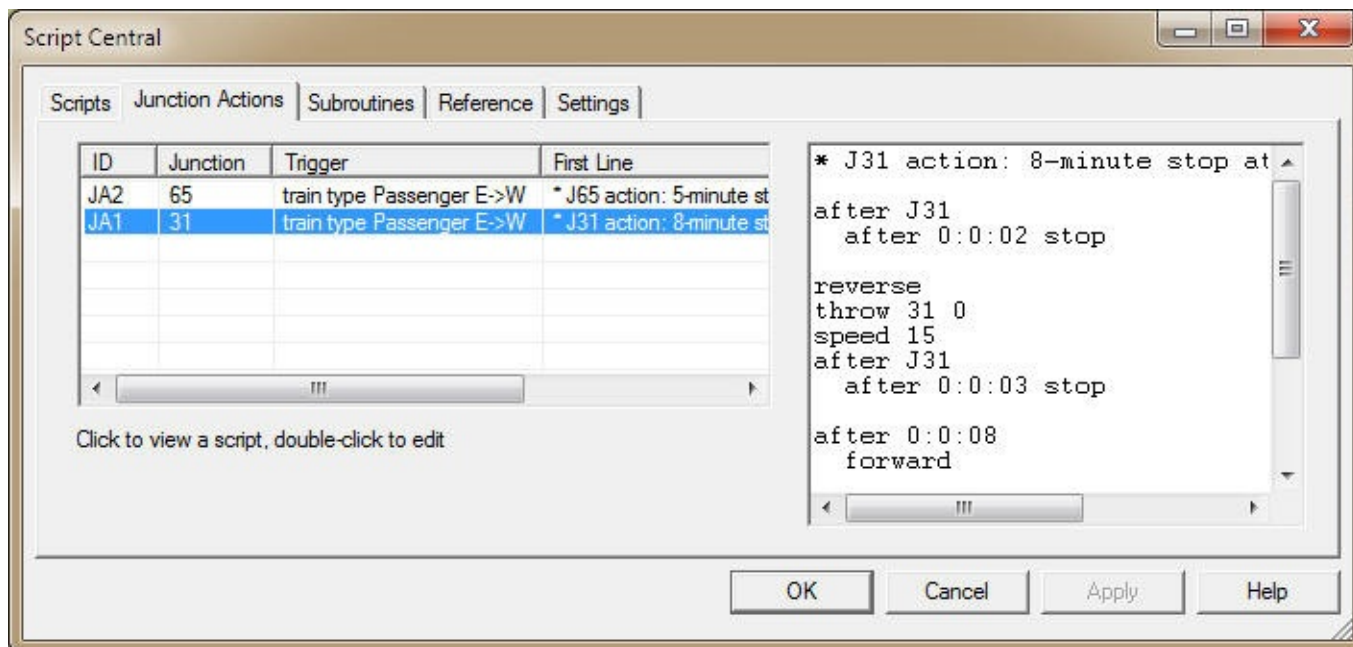 Script Central
Scripts Junction Actions Subroutines Reference Settings
ID Junction Trigger First Line
JA2 65 train type Passenger E->W * J65 action: 5-minute st
JA1 31 train type Passenger E->W * J31 action: 8-minute st
Click to view a script, double-click to edit
* J31 action: 8-minute stop at
after J31
after 0:0:02 stop
reverse
throw 31 0
speed 15
after J31
after 0:0:03 stop
after 0:0:08
forward
OK Cancel Apply Help